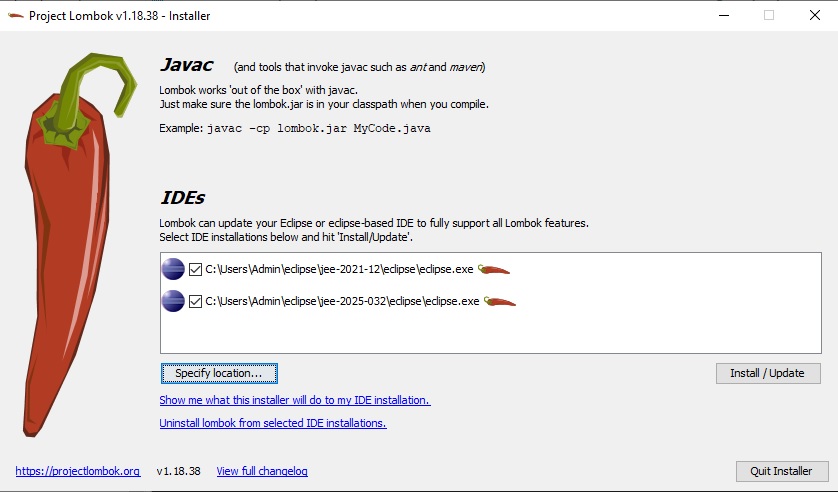 Project Lombok v1.18.38 - Installer
Javac (and tools that invoke javac such as ant and maven)
Lombok works 'out of the box' with javac.
Just make sure the lombok.jar is in your classpath when you compile.
Example: javac -cp lombok.jar MyCode.java
IDEs
Lombok can update your Eclipse or eclipse-based IDE to fully support all Lombok features.
Select IDE installations below and hit 'Install/Update'.
C:\Users\Admin\eclipse\jee-2021-12\eclipse\eclipse.exe
C:\Users\Admin\eclipse\jee-2025-032\eclipse\eclipse.exe
Specify location... Install / Update
Show me what this installer will do to my IDE installation.
Uninstall lombok from selected IDE installations.
https://projectlombok.org v1.18.38 View full changelog Quit Installer